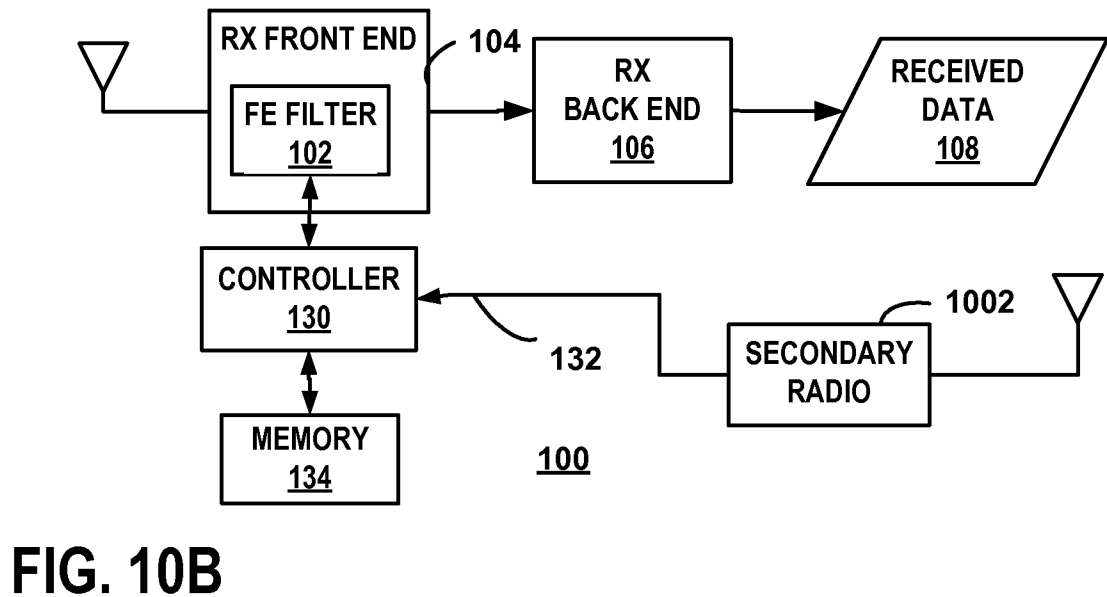 RX FRONT END
104
FE FILTER
102
RX
BACK END
106
RECEIVED
DATA
108
CONTROLLER
130
132
1002
SECONDARY
RADIO
MEMORY
134
100
FIG. 10B